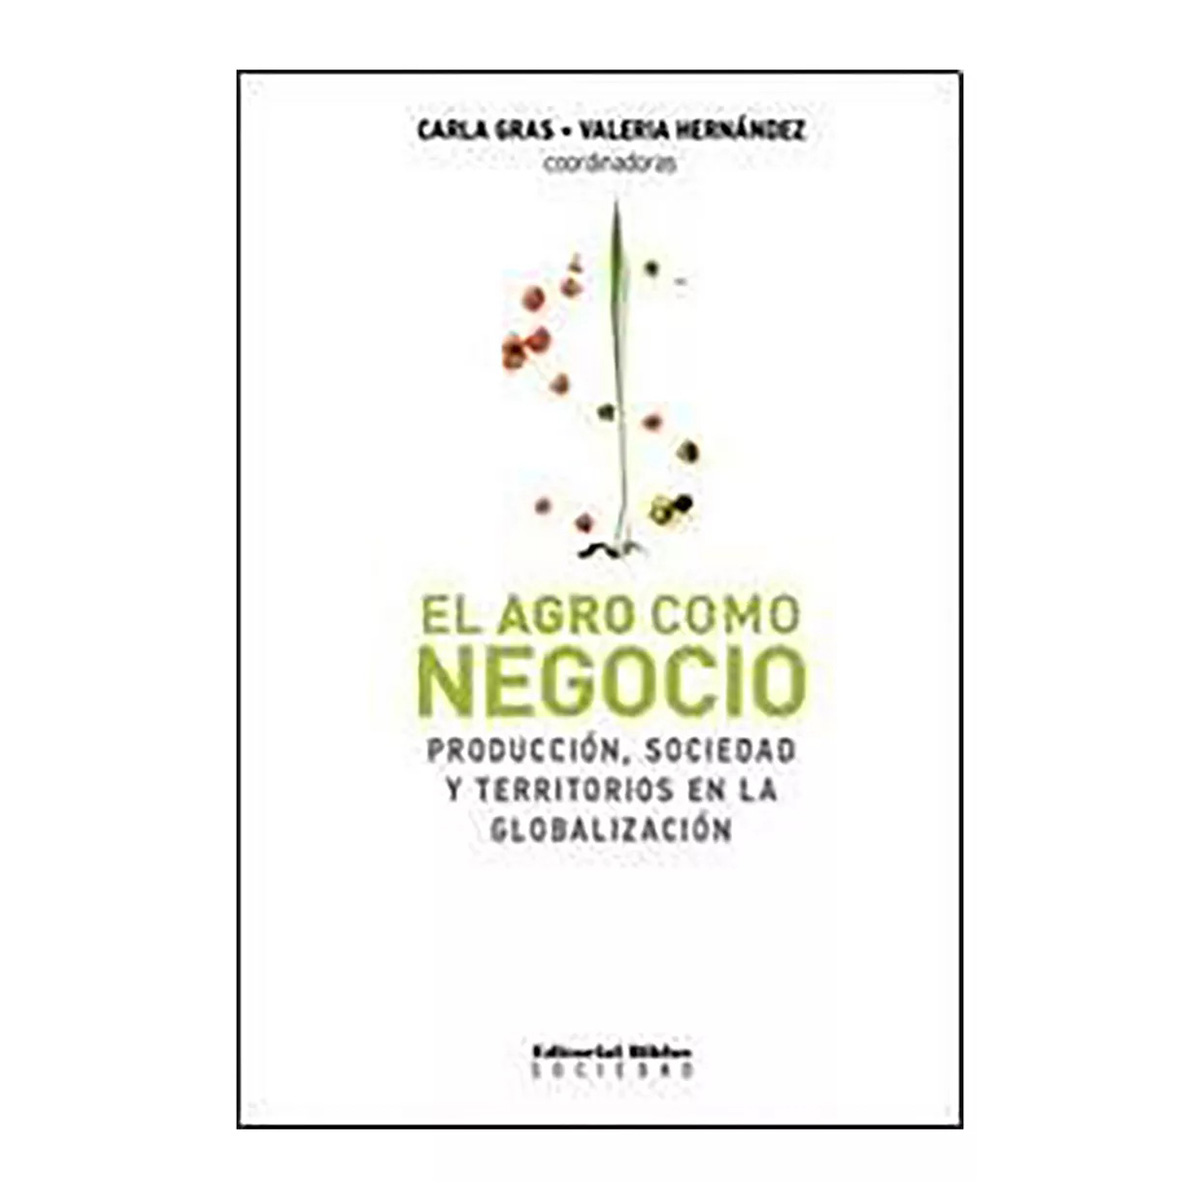 CARLA GRAS • VALERIA HERNÁNDEZ
coordinadoras
EL AGRO COMO
NEGOCIO
PRODUCCIÓN, SOCIEDAD
Y TERRITORIOS EN LA
GLOBALIZACIÓN
Editorial Biblos
SOCIEDAD